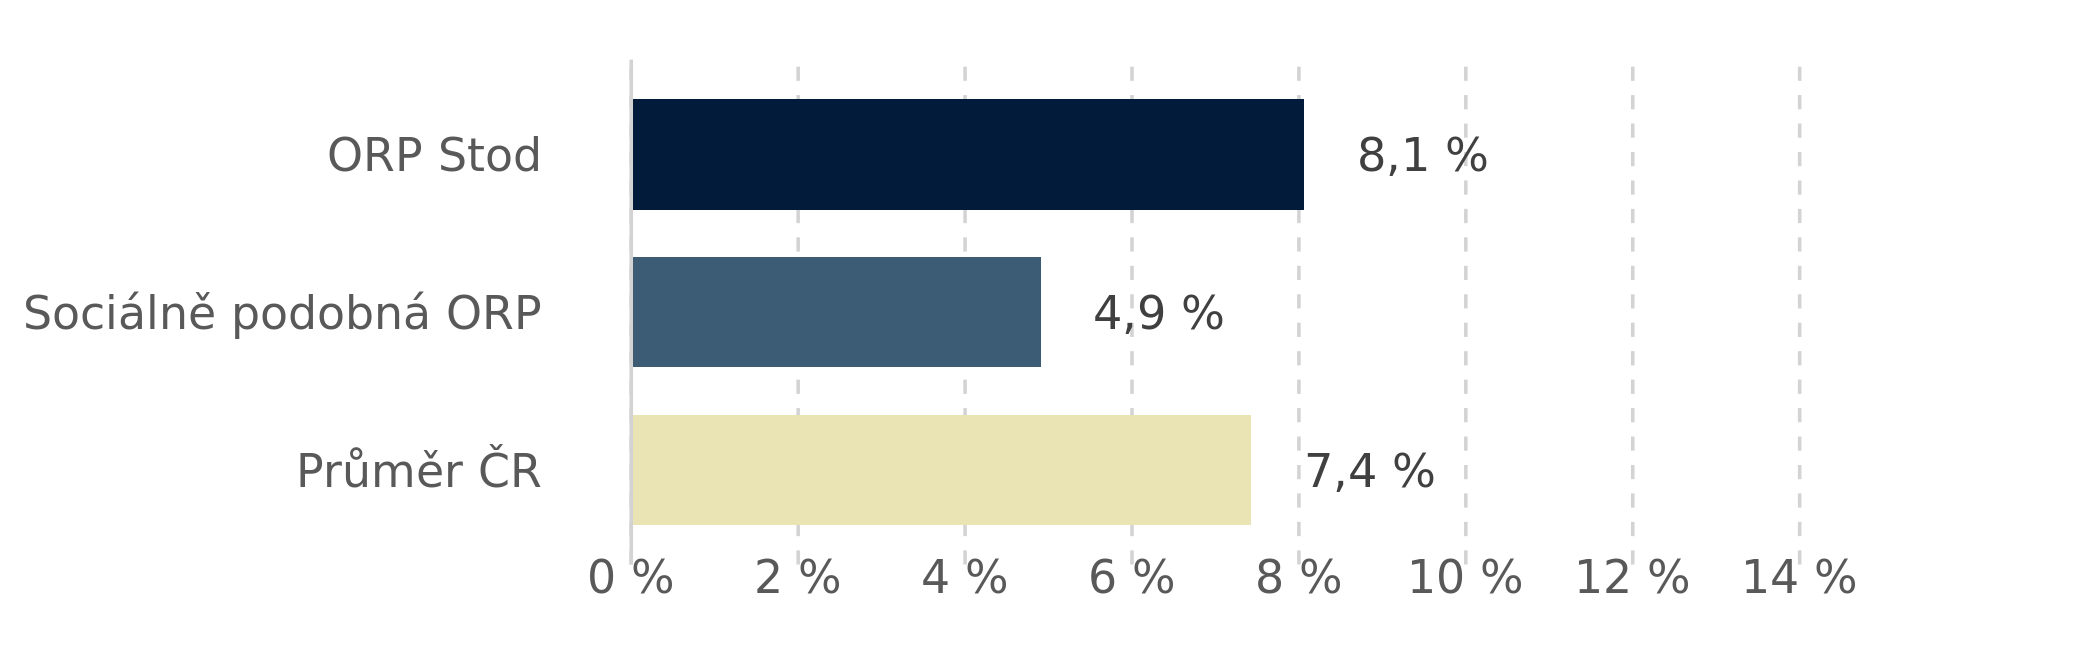 ORP Stod
8,1 %
Sociálně podobná ORP
4,9 %
Průměr ČR
7,4 %
0 % 2 % 4 % 6 % 8 % 10 % 12 % 14 %